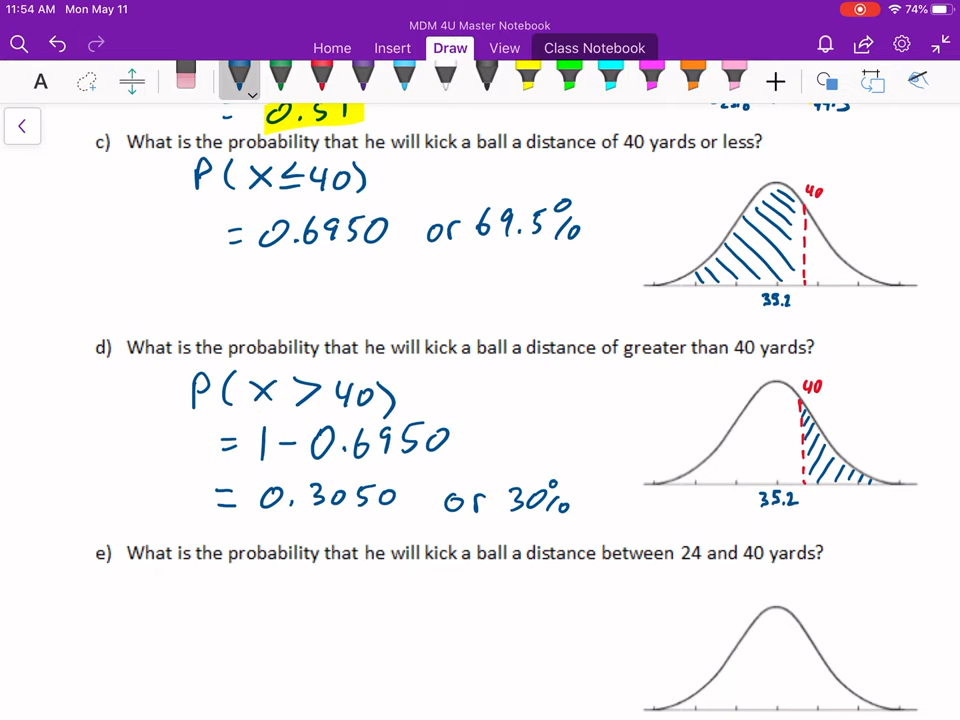 11:54 AM Mon May 11
74%
MDM 4U Master Notebook
Home Insert Draw View Class Notebook
A
= 0.51
c) What is the probability that he will kick a ball a distance of 40 yards or less?
P(X≤40)
= 0.6950 or 69.5%
40
35.2
d) What is the probability that he will kick a ball a distance of greater than 40 yards?
P(X > 40)
= 1 - 0.6950
= 0.3050 or 30%
40
35.2
e) What is the probability that he will kick a ball a distance between 24 and 40 yards?